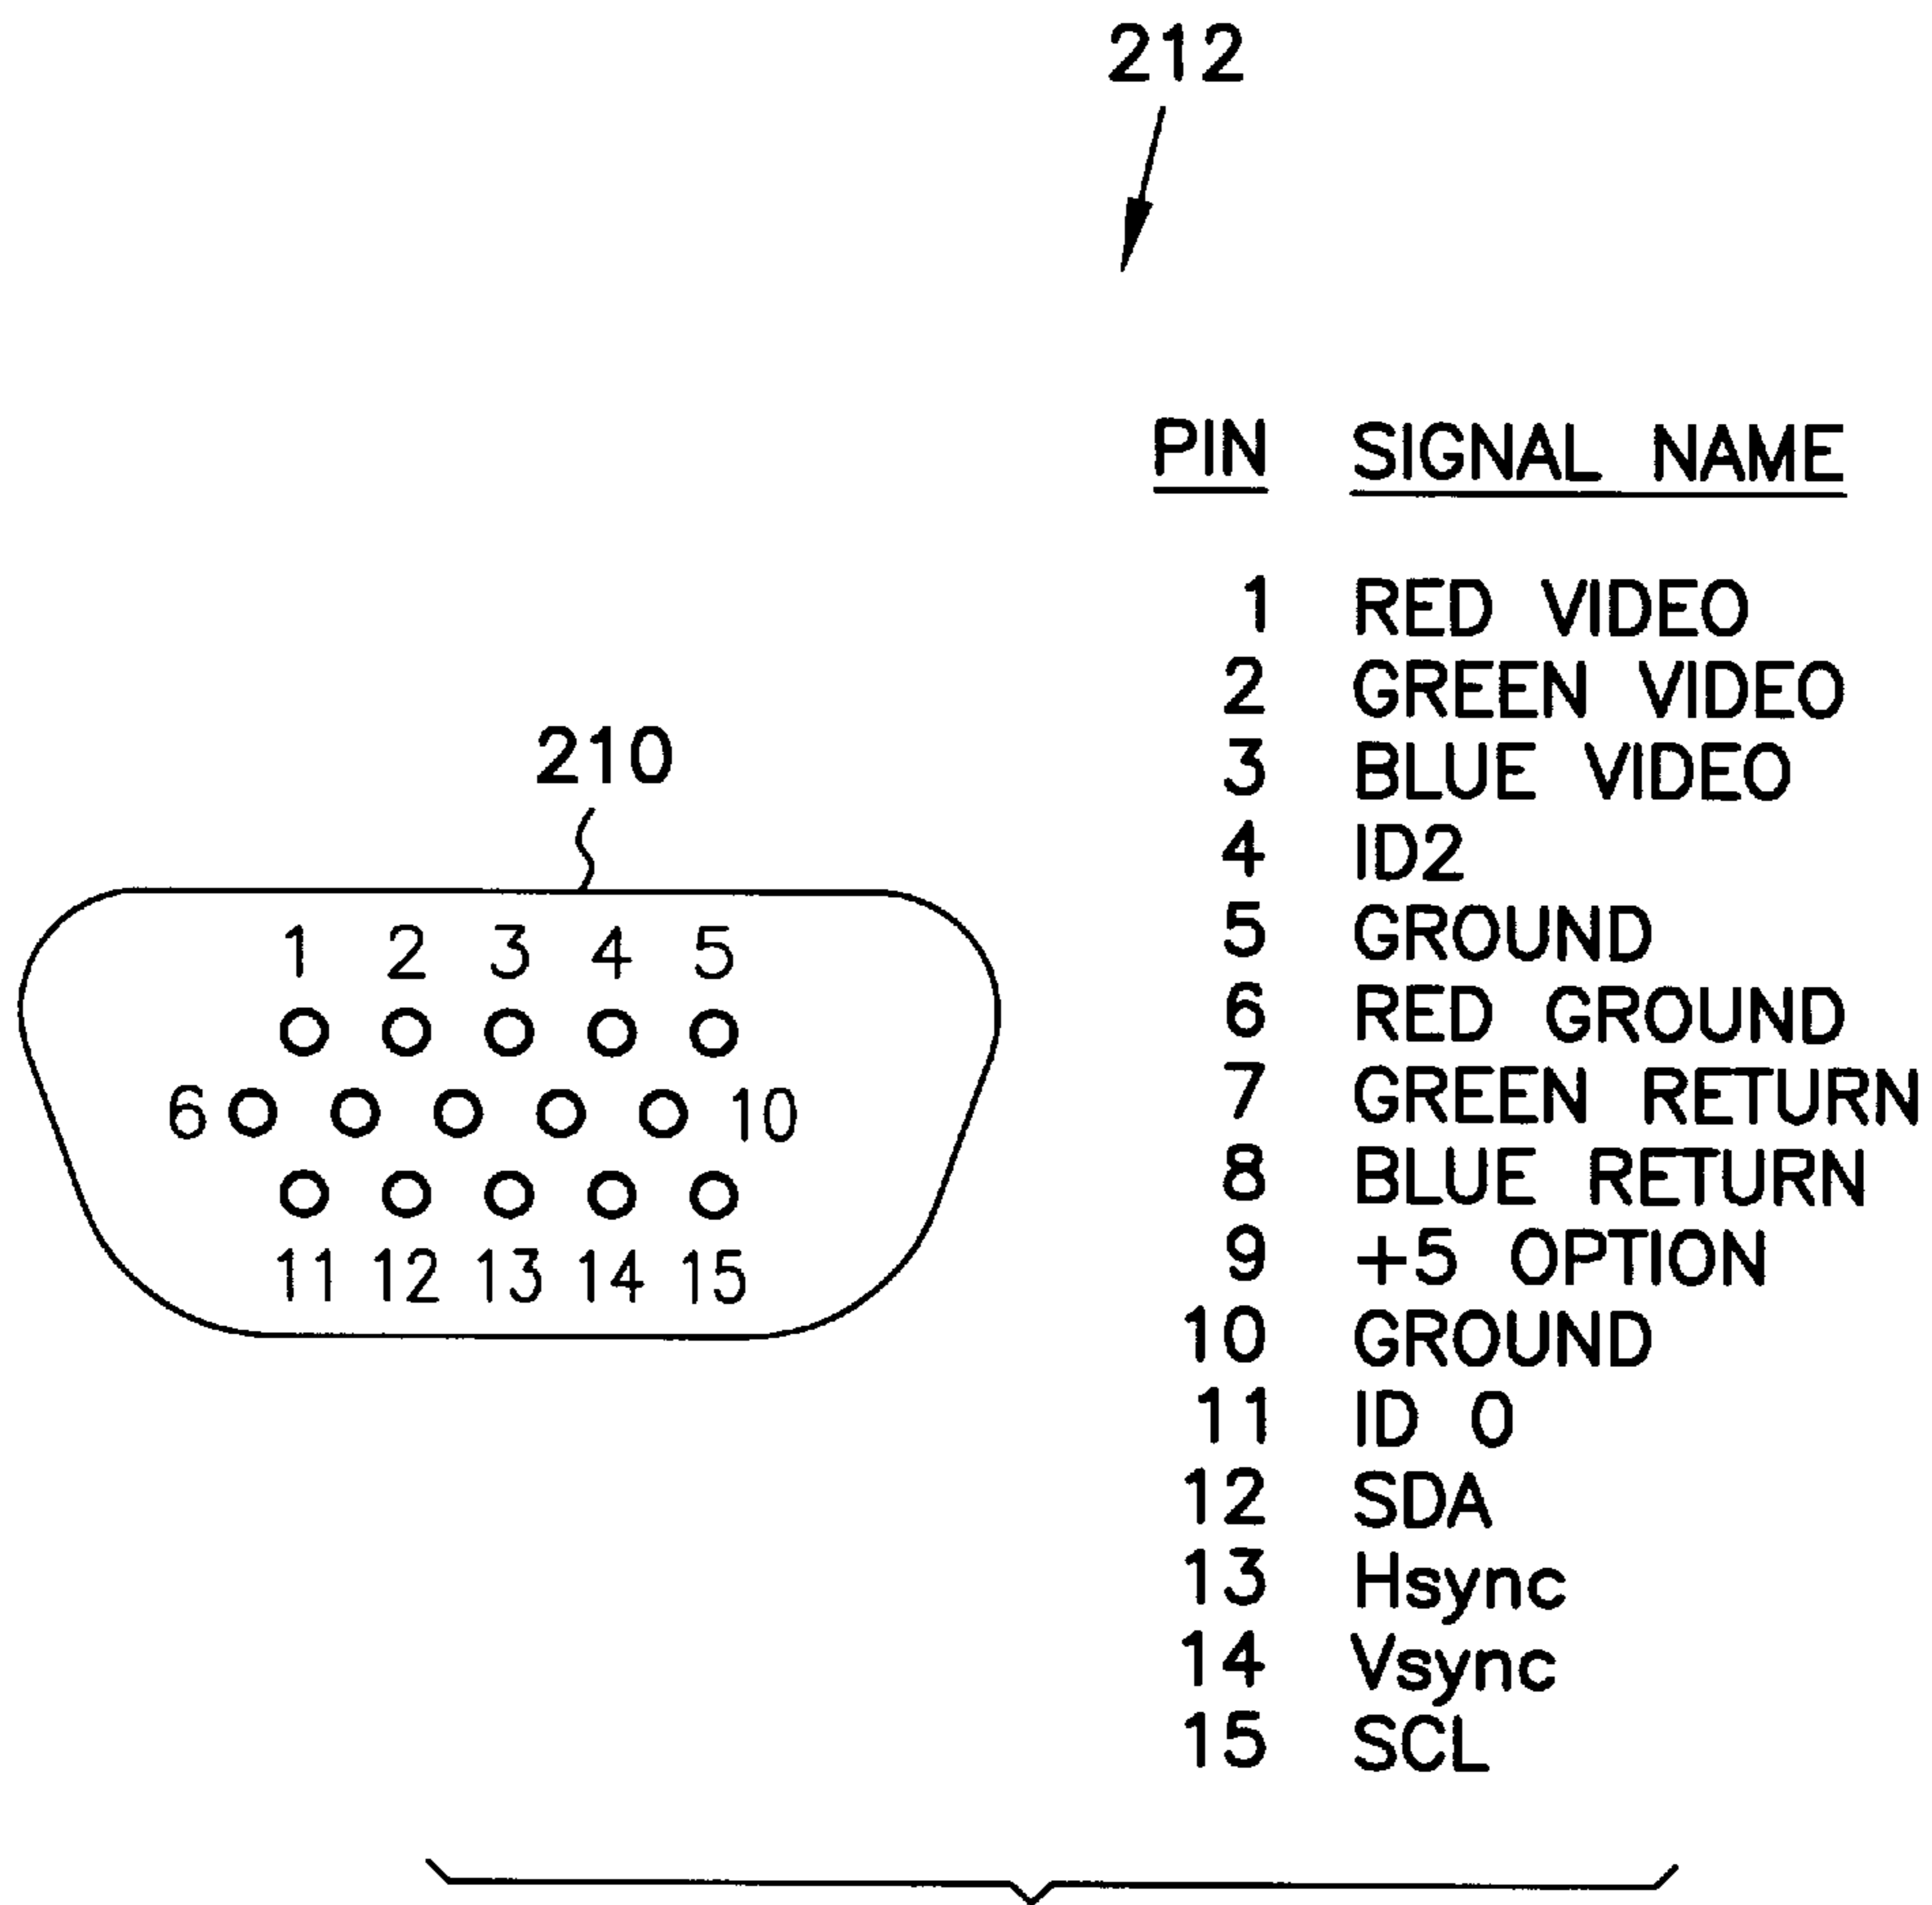 212
PIN SIGNAL NAME
1 RED VIDEO
2 GREEN VIDEO
3 BLUE VIDEO
4 ID2
5 GROUND
6 RED GROUND
7 GREEN RETURN
8 BLUE RETURN
9 +5 OPTION
10 GROUND
11 ID 0
12 SDA
13 Hsync
14 Vsync
15 SCL
210
1 2 3 4 5
6 10
11 12 13 14 15